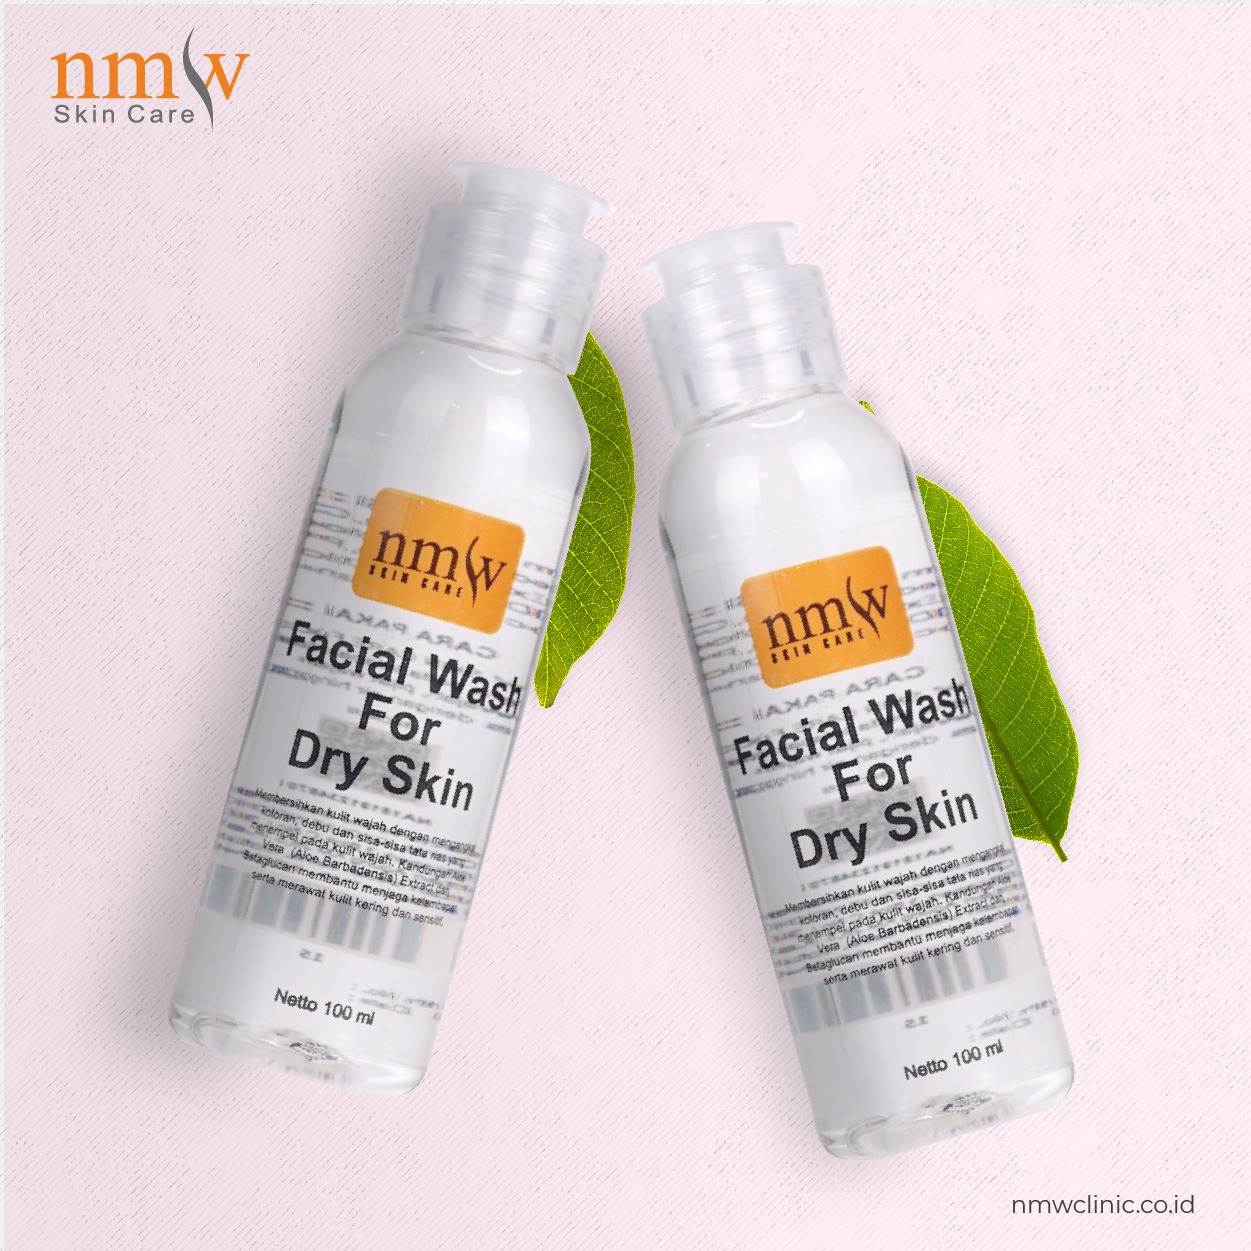 nmw
Skin Care
nmw
SKIN CARE
Facial Wash
For
Dry Skin
Membersihkan kulit wajah dengan mengangkat
kotoran, debu dan sisa-sisa tata rias yang
menempel pada kulit wajah. Kandungan Aloe
Vera (Aloe Barbadensis) Extract dan
Betaglucan membantu menjaga kelembapan
serta merawat kulit kering dan sensitif.
Netto 100 ml
nmw
SKIN CARE
Facial Wash
For
Dry Skin
Membersihkan kulit wajah dengan mengangkat
kotoran, debu dan sisa-sisa tata rias yang
menempel pada kulit wajah. Kandungan Aloe
Vera (Aloe Barbadensis) Extract dan
Betaglucan membantu menjaga kelembapan
serta merawat kulit kering dan sensitif.
Netto 100 ml
nmwclinic.co.id